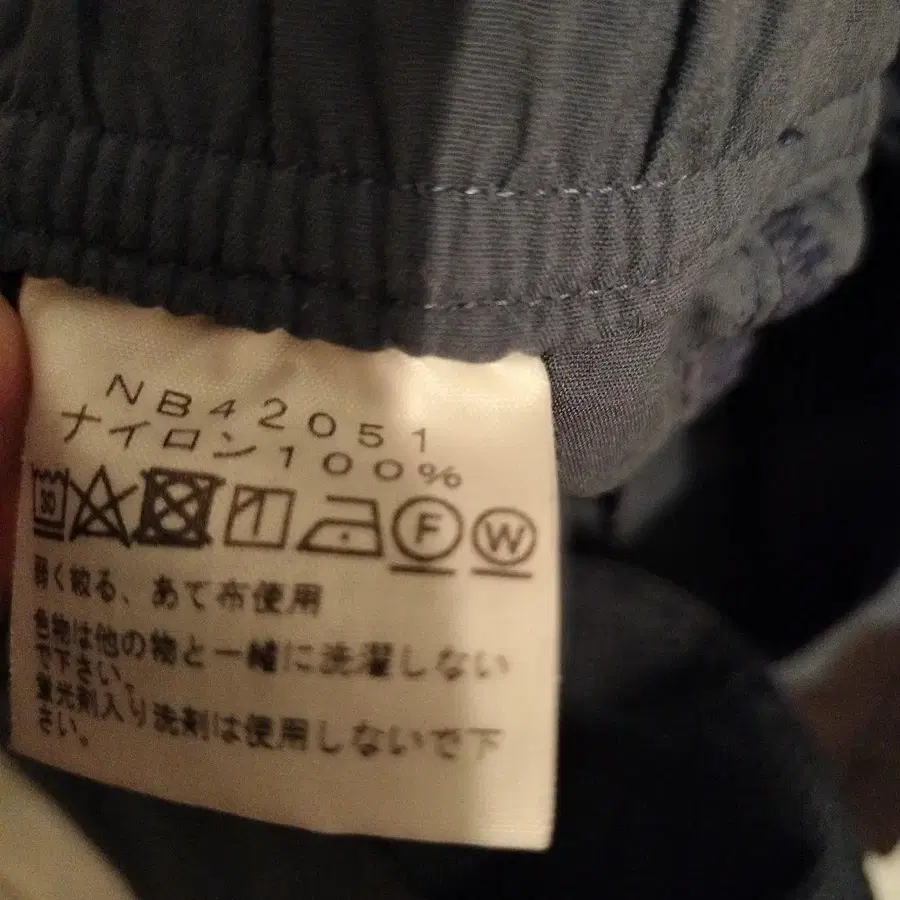 NB42051
ナイロン100%
30 F W
弱く絞る、あて布使用
色物は他の物と一緒に洗濯しない
で下さい。
蛍光剤入り洗剤は使用しないで下
さい。